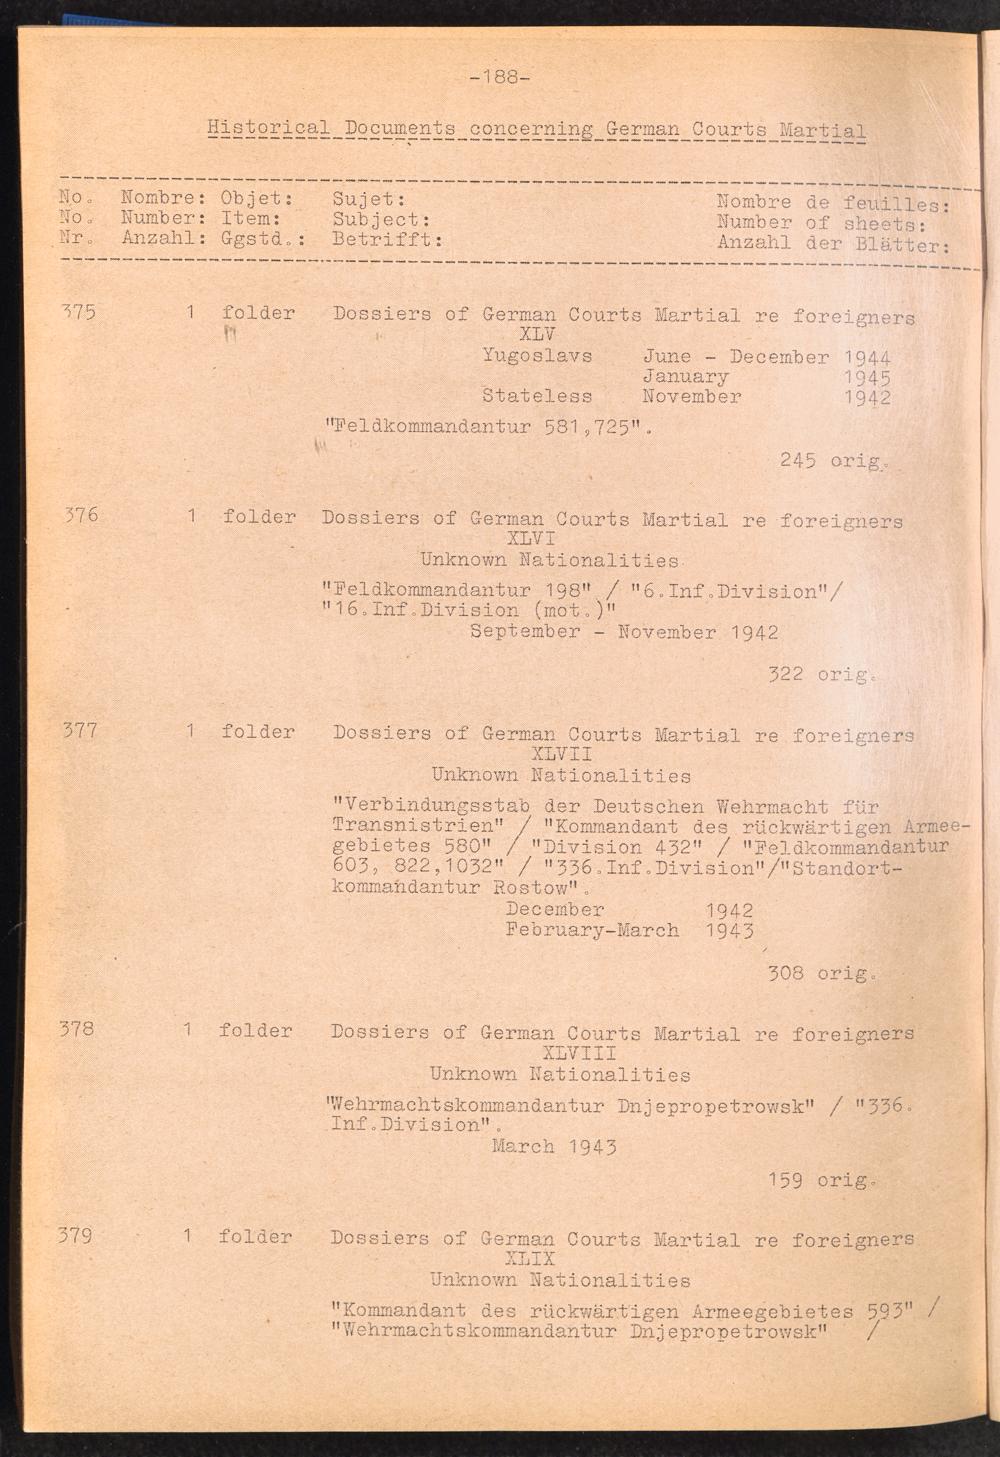 -188-
Historical Documents concerning German Courts Martial
No. Nombre: Objet: Sujet: Nombre de feuilles:
No. Number: Item: Subject: Number of sheets:
Nr. Anzahl: Ggstd.: Betrifft: Anzahl der Blätter:
375 1 folder Dossiers of German Courts Martial re foreigners
XLV
Yugoslavs June - December 1944
January 1945
Stateless November 1942
"Feldkommandantur 581,725".
245 orig.
376 1 folder Dossiers of German Courts Martial re foreigners
XLVI
Unknown Nationalities
"Feldkommandantur 198" / "6.Inf.Division"/
"16.Inf.Division (mot.)"
September - November 1942
322 orig.
377 1 folder Dossiers of German Courts Martial re foreigners
XLVII
Unknown Nationalities
"Verbindungsstab der Deutschen Wehrmacht für
Transnistrien" / "Kommandant des rückwärtigen Armee-
gebietes 580" / "Division 432" / "Feldkommandantur
603, 822,1032" / "336.Inf.Division"/"Standort-
kommandantur Rostow".
December 1942
February-March 1943
308 orig.
378 1 folder Dossiers of German Courts Martial re foreigners
XLVIII
Unknown Nationalities
"Wehrmachtskommandantur Dnjepropetrowsk" / "336.
Inf.Division".
March 1943
159 orig.
379 1 folder Dossiers of German Courts Martial re foreigners
XLIX
Unknown Nationalities
"Kommandant des rückwärtigen Armeegebietes 593" /
"Wehrmachtskommandantur Dnjepropetrowsk" /